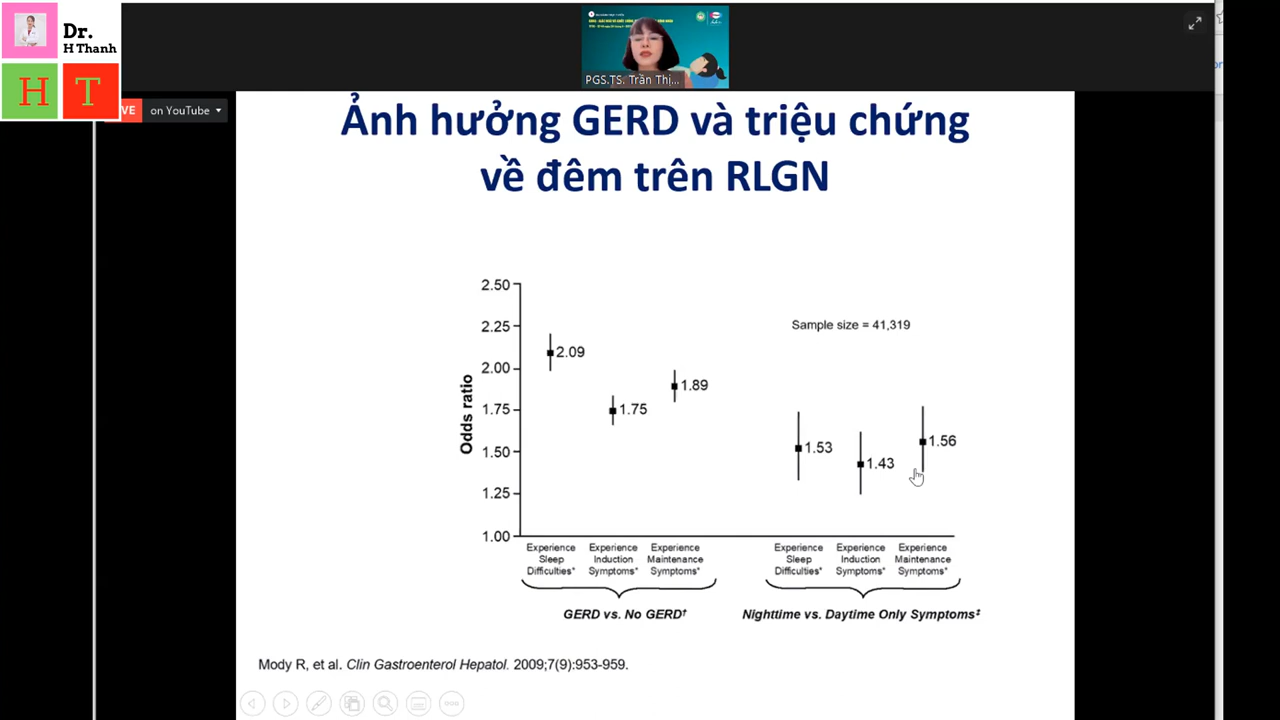 Dr.
H Thanh
H T
VE
on YouTube
PGS.TS. Trần Thị...
Ảnh hưởng GERD và triệu chứng
về đêm trên RLGN
2.50
2.25
2.00
1.75
1.50
1.25
1.00
Odds ratio
Sample size = 41,319
2.09
1.75
1.89
1.53
1.43
1.56
Experience
Sleep
Difficulties*
Experience
Induction
Symptoms*
Experience
Maintenance
Symptoms*
Experience
Sleep
Difficulties*
Experience
Induction
Symptoms*
Experience
Maintenance
Symptoms*
GERD vs. No GERD†
Nighttime vs. Daytime Only Symptoms‡
Mody R, et al. Clin Gastroenterol Hepatol. 2009;7(9):953-959.